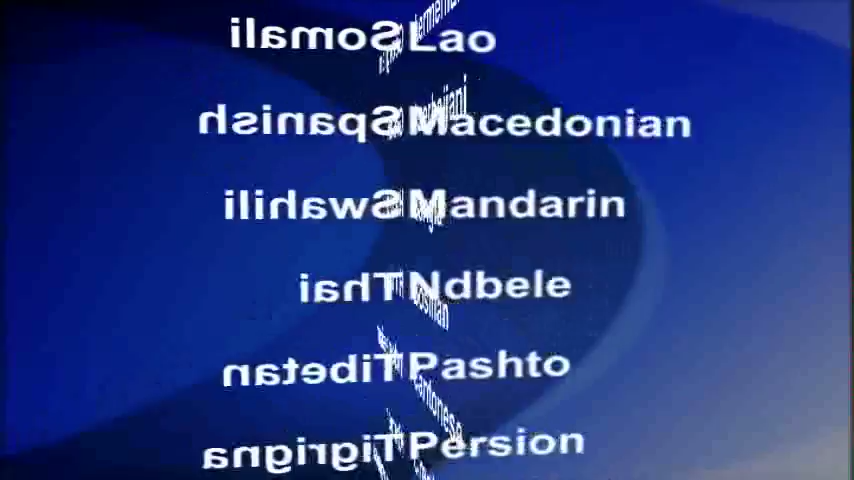 Somali Lao
Spanish Macedonian
Swahili Mandarin
Thai Ndbele
Tibetan Pashto
Tigrigna Persion